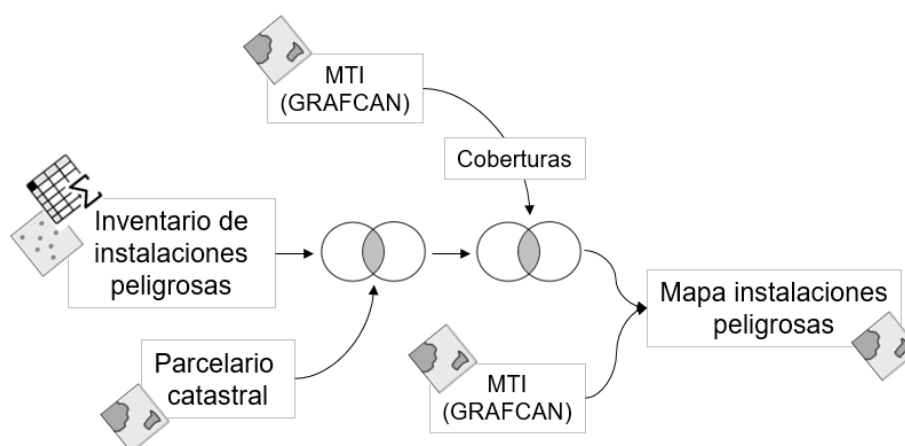 MTI
(GRAFCAN)
Coberturas
Inventario de
instalaciones
peligrosas
Mapa instalaciones
peligrosas
Parcelario
catastral
MTI
(GRAFCAN)